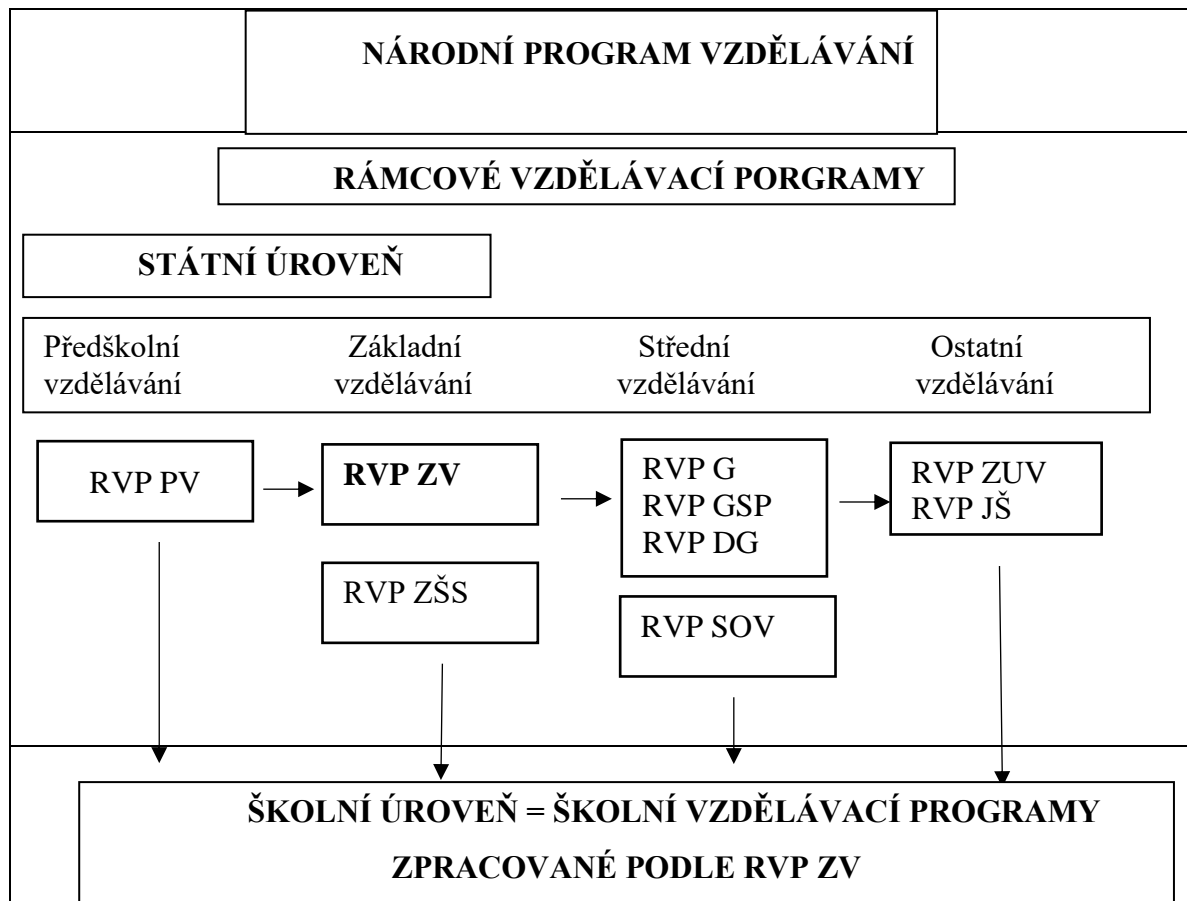 NÁRODNÍ PROGRAM VZDĚLÁVÁNÍ
RÁMCOVÉ VZDĚLÁVACÍ PORGRAMY
STÁTNÍ ÚROVEŇ
Předškolní
vzdělávání
Základní
vzdělávání
Střední
vzdělávání
Ostatní
vzdělávání
RVP PV
RVP ZV
RVP ZŠS
RVP G
RVP GSP
RVP DG
RVP SOV
RVP ZUV
RVP JŠ
ŠKOLNÍ ÚROVEŇ = ŠKOLNÍ VZDĚLÁVACÍ PROGRAMY
ZPRACOVANÉ PODLE RVP ZV